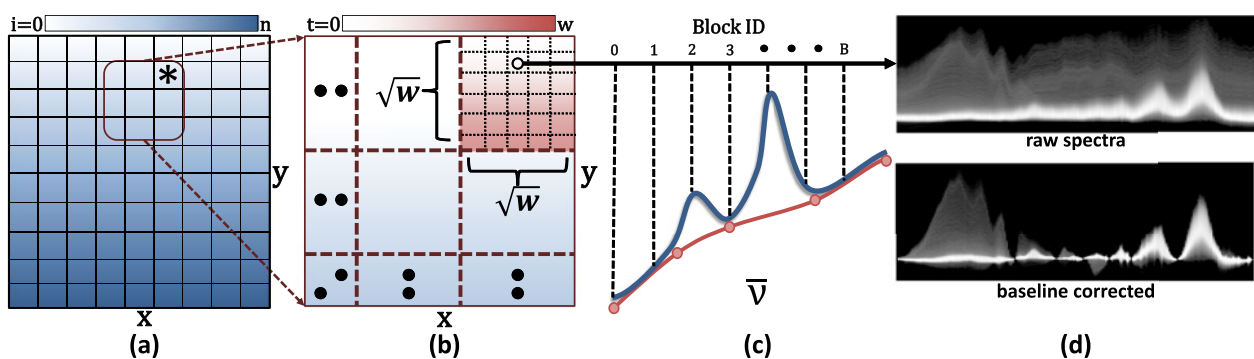 i=0 n
*
y
x
(a)
t=0 w
√w
√w
y
x
(b)
Block ID
0 1 2 3 • • • B
ν̅
(c)
raw spectra
baseline corrected
(d)